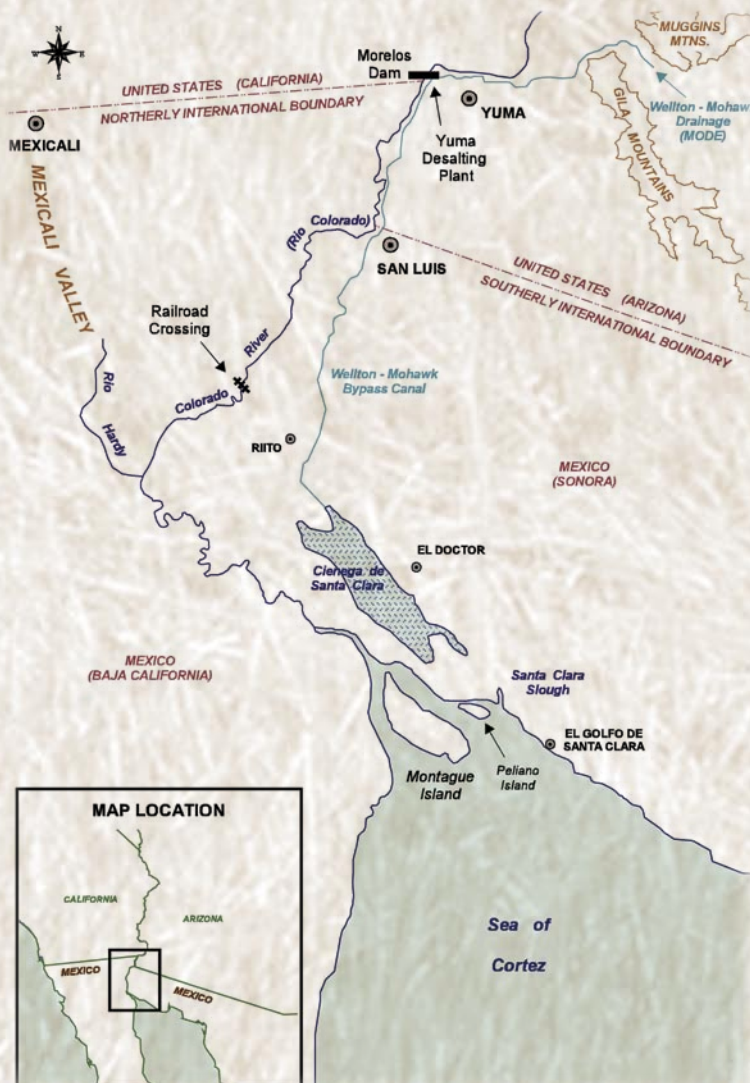 MUGGINS
MTNS.
N
W
E
S
Morelos
Dam
UNITED STATES (CALIFORNIA)
NORTHERLY INTERNATIONAL BOUNDARY
MEXICALI
YUMA
Yuma
Desalting
Plant
GILA MOUNTAINS
Wellton - Mohaw
Drainage
(MODE)
MEXICALI VALLEY
(Rio Colorado)
SAN LUIS
UNITED STATES (ARIZONA)
SOUTHERLY INTERNATIONAL BOUNDARY
Railroad
Crossing
Colorado River
Rio Hardy
Wellton - Mohawk
Bypass Canal
RIITO
MEXICO
(SONORA)
EL DOCTOR
Cienega de
Santa Clara
MEXICO
(BAJA CALIFORNIA)
Santa Clara
Slough
EL GOLFO DE
SANTA CLARA
Montague
Island
Peliano
Island
Sea of
Cortez
MAP LOCATION
CALIFORNIA
ARIZONA
MEXICO
MEXICO